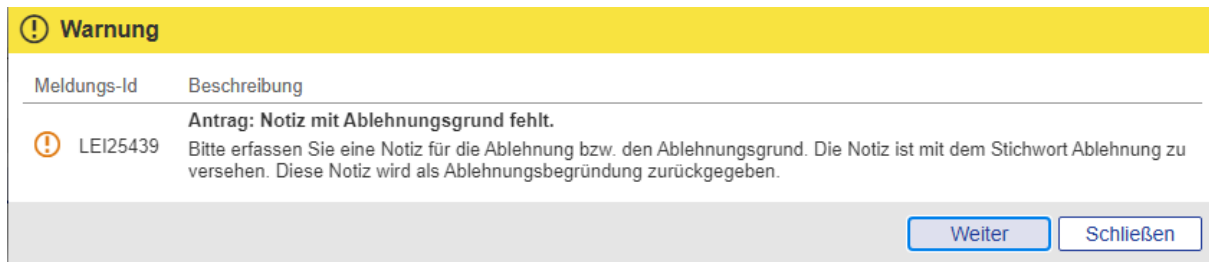 Warnung
Meldungs-Id Beschreibung
Antrag: Notiz mit Ablehnungsgrund fehlt.
LEI25439
Bitte erfassen Sie eine Notiz für die Ablehnung bzw. den Ablehnungsgrund. Die Notiz ist mit dem Stichwort Ablehnung zu
versehen. Diese Notiz wird als Ablehnungsbegründung zurückgegeben.
Weiter Schließen